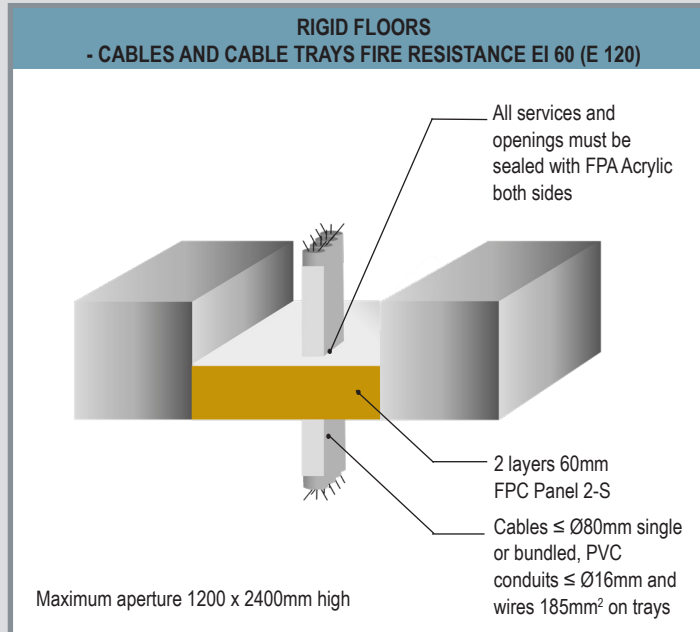 RIGID FLOORS
- CABLES AND CABLE TRAYS FIRE RESISTANCE EI 60 (E 120)
All services and
openings must be
sealed with FPA Acrylic
both sides
2 layers 60mm
FPC Panel 2-S
Cables ≤ Ø80mm single
or bundled, PVC
conduits ≤ Ø16mm and
wires 185mm² on trays
Maximum aperture 1200 x 2400mm high